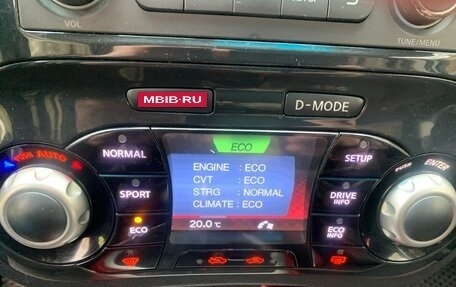 VOL
TUNE/MENU
MBIB-RU
D-MODE
AUTO
NORMAL
SPORT
ECO
ECO
ENGINE : ECO
CVT : ECO
STRG : NORMAL
CLIMATE : ECO
20.0 °C
SETUP
DRIVE
INFO
ECO
INFO
PUSH
ENTER